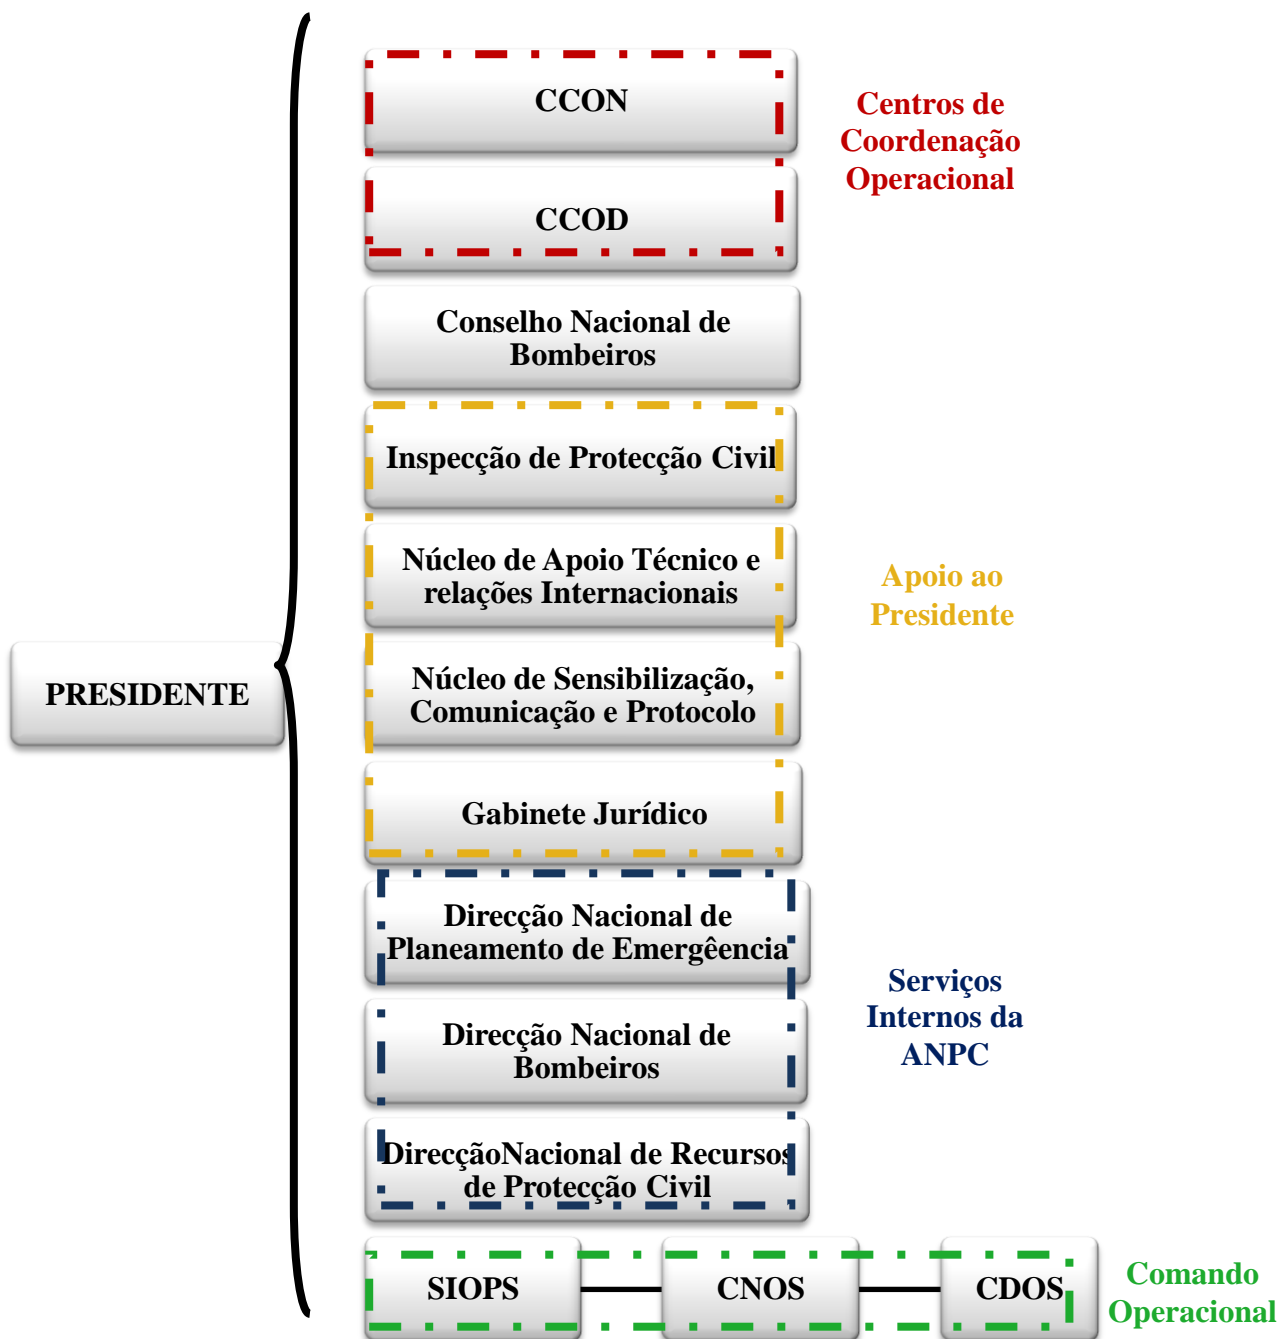 CCON
CCOD
Centros de
Coordenação
Operacional
Conselho Nacional de
Bombeiros
Inspecção de Protecção Civil
Núcleo de Apoio Técnico e
relações Internacionais
Apoio ao
Presidente
PRESIDENTE
Núcleo de Sensibilização,
Comunicação e Protocolo
Gabinete Jurídico
Direcção Nacional de
Planeamento de Emergêencia
Direcção Nacional de
Bombeiros
Serviços
Internos da
ANPC
DirecçãoNacional de Recursos
de Protecção Civil
SIOPS
CNOS
CDOS
Comando
Operacional